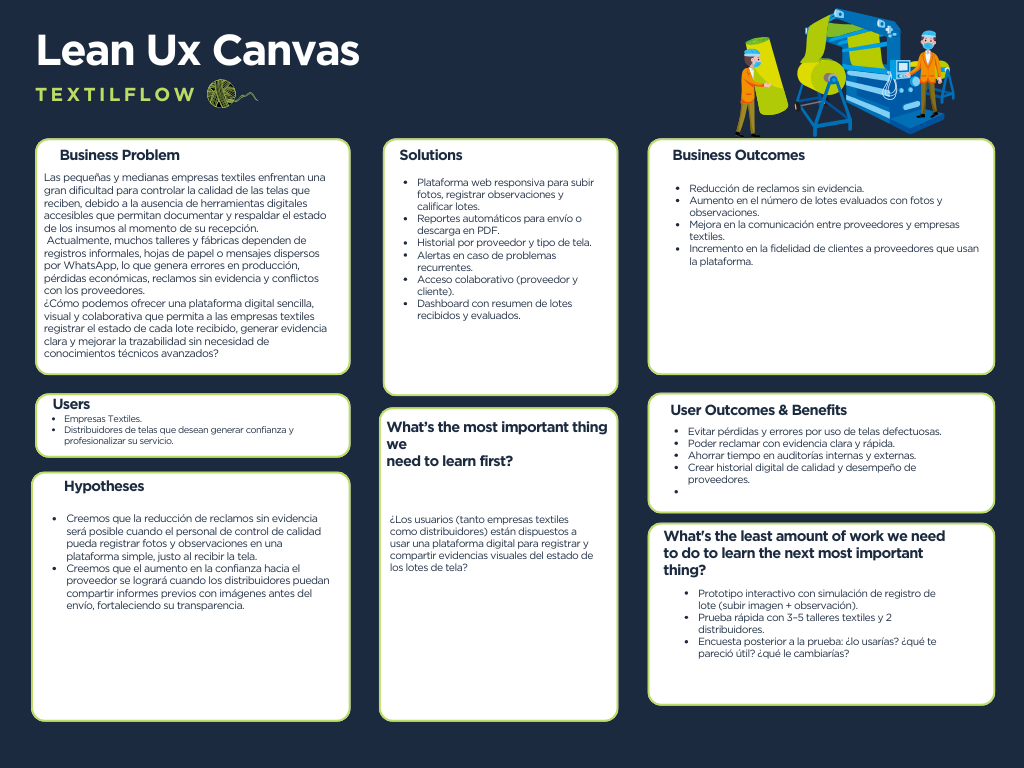 Lean Ux Canvas
TEXTILFLOW
Business Problem
Las pequeñas y medianas empresas textiles enfrentan una
gran dificultad para controlar la calidad de las telas que
reciben, debido a la ausencia de herramientas digitales
accesibles que permitan documentar y respaldar el estado
de los insumos al momento de su recepción.
Actualmente, muchos talleres y fábricas dependen de
registros informales, hojas de papel o mensajes dispersos
por WhatsApp, lo que genera errores en producción,
pérdidas económicas, reclamos sin evidencia y conflictos
con los proveedores.
¿Cómo podemos ofrecer una plataforma digital sencilla,
visual y colaborativa que permita a las empresas textiles
registrar el estado de cada lote recibido, generar evidencia
clara y mejorar la trazabilidad sin necesidad de
conocimientos técnicos avanzados?
Users
• Empresas Textiles.
• Distribuidores de telas que desean generar confianza y
profesionalizar su servicio.
Hypotheses
• Creemos que la reducción de reclamos sin evidencia
será posible cuando el personal de control de calidad
pueda registrar fotos y observaciones en una
plataforma simple, justo al recibir la tela.
• Creemos que el aumento en la confianza hacia el
proveedor se logrará cuando los distribuidores puedan
compartir informes previos con imágenes antes del
envío, fortaleciendo su transparencia.
Solutions
• Plataforma web responsiva para subir
fotos, registrar observaciones y
calificar lotes.
• Reportes automáticos para envío o
descarga en PDF.
• Historial por proveedor y tipo de tela.
• Alertas en caso de problemas
recurrentes.
• Acceso colaborativo (proveedor y
cliente).
• Dashboard con resumen de lotes
recibidos y evaluados.
What's the most important thing
we
need to learn first?
¿Los usuarios (tanto empresas textiles
como distribuidores) están dispuestos a
usar una plataforma digital para registrar y
compartir evidencias visuales del estado de
los lotes de tela?
Business Outcomes
• Reducción de reclamos sin evidencia.
• Aumento en el número de lotes evaluados con fotos y
observaciones.
• Mejora en la comunicación entre proveedores y empresas
textiles.
• Incremento en la fidelidad de clientes a proveedores que usan
la plataforma.
User Outcomes & Benefits
• Evitar pérdidas y errores por uso de telas defectuosas.
• Poder reclamar con evidencia clara y rápida.
• Ahorrar tiempo en auditorías internas y externas.
• Crear historial digital de calidad y desempeño de
proveedores.
•
What's the least amount of work we need
to do to learn the next most important
thing?
• Prototipo interactivo con simulación de registro de
lote (subir imagen + observación).
• Prueba rápida con 3–5 talleres textiles y 2
distribuidores.
• Encuesta posterior a la prueba: ¿lo usarías? ¿qué te
pareció útil? ¿qué le cambiarías?